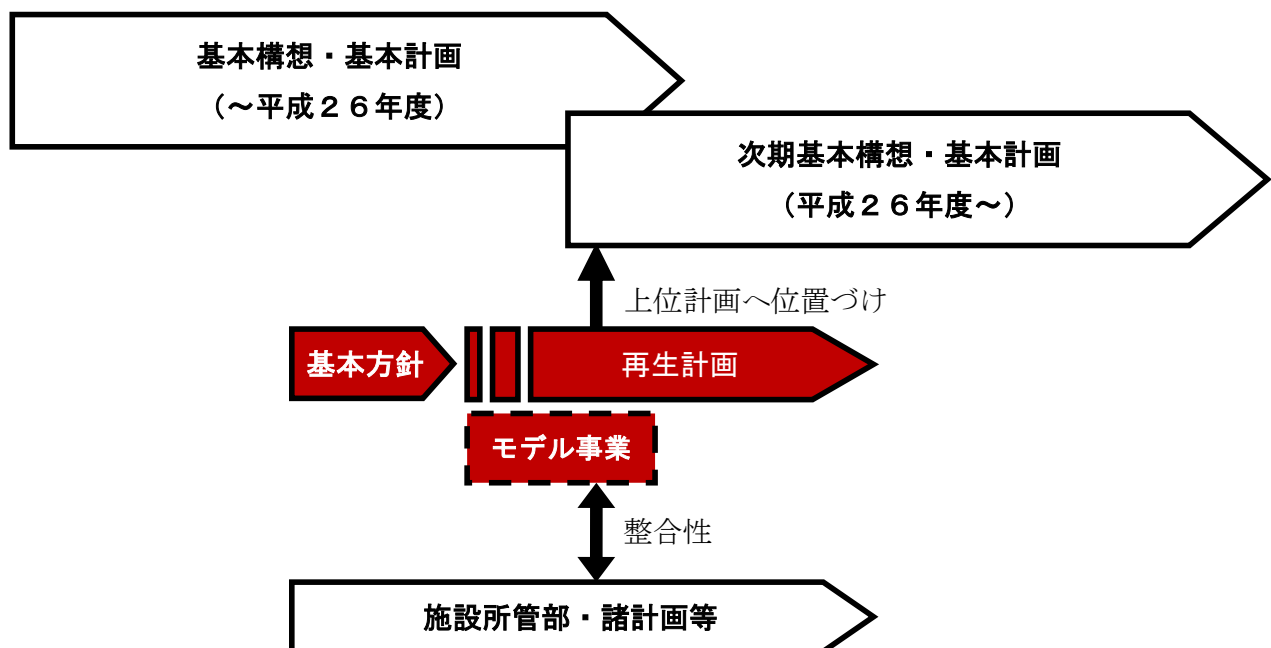 基本構想・基本計画
（～平成２６年度）
次期基本構想・基本計画
（平成２６年度～）
上位計画へ位置づけ
基本方針
再生計画
モデル事業
整合性
施設所管部・諸計画等